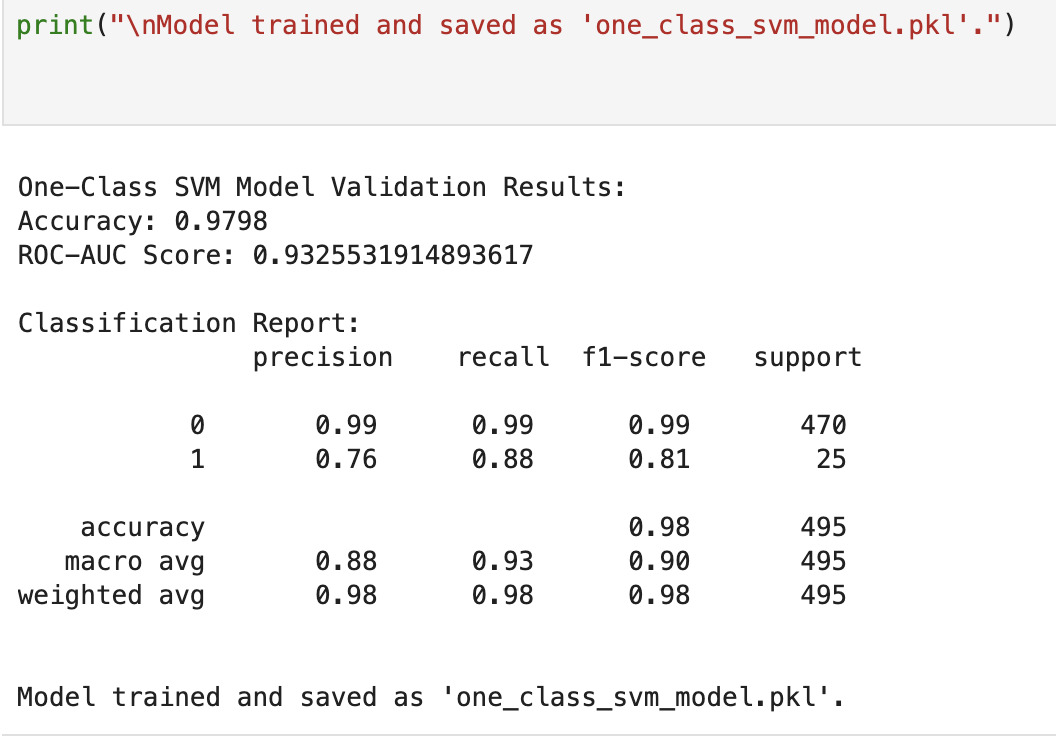 print("\nModel trained and saved as 'one_class_svm_model.pkl'.")
One-Class SVM Model Validation Results:
Accuracy: 0.9798
ROC-AUC Score: 0.9325531914893617
Classification Report:
precision recall f1-score support
0 0.99 0.99 0.99 470
1 0.76 0.88 0.81 25
accuracy 0.98 495
macro avg 0.88 0.93 0.90 495
weighted avg 0.98 0.98 0.98 495
Model trained and saved as 'one_class_svm_model.pkl'.